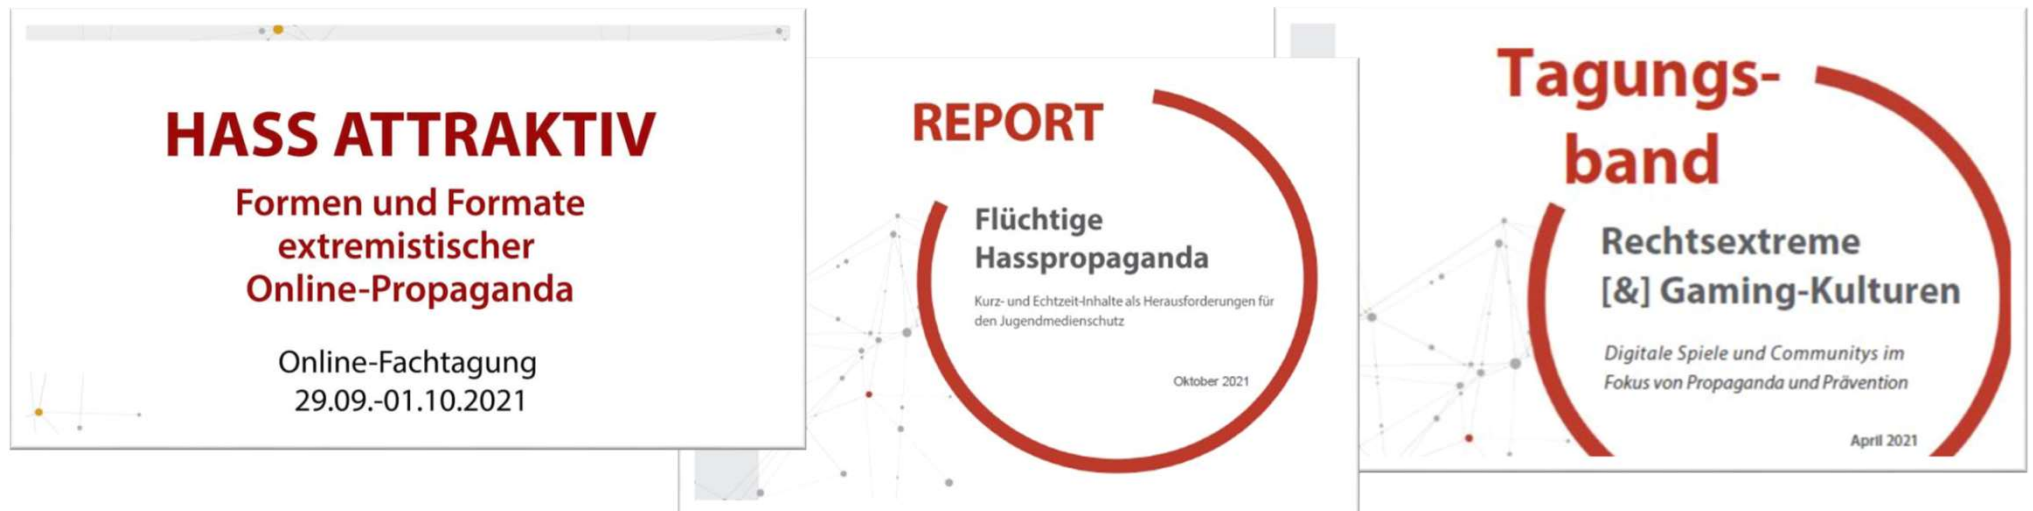 HASS ATTRAKTIV
Formen und Formate
extremistischer
Online-Propaganda
Online-Fachtagung
29.09.-01.10.2021
REPORT
Flüchtige
Hasspropaganda
Kurz- und Echtzeit-Inhalte als Herausforderungen für
den Jugendmedienschutz
Oktober 2021
Tagungs-
band
Rechtsextreme
[&] Gaming-Kulturen
Digitale Spiele und Communitys im
Fokus von Propaganda und Prävention
April 2021